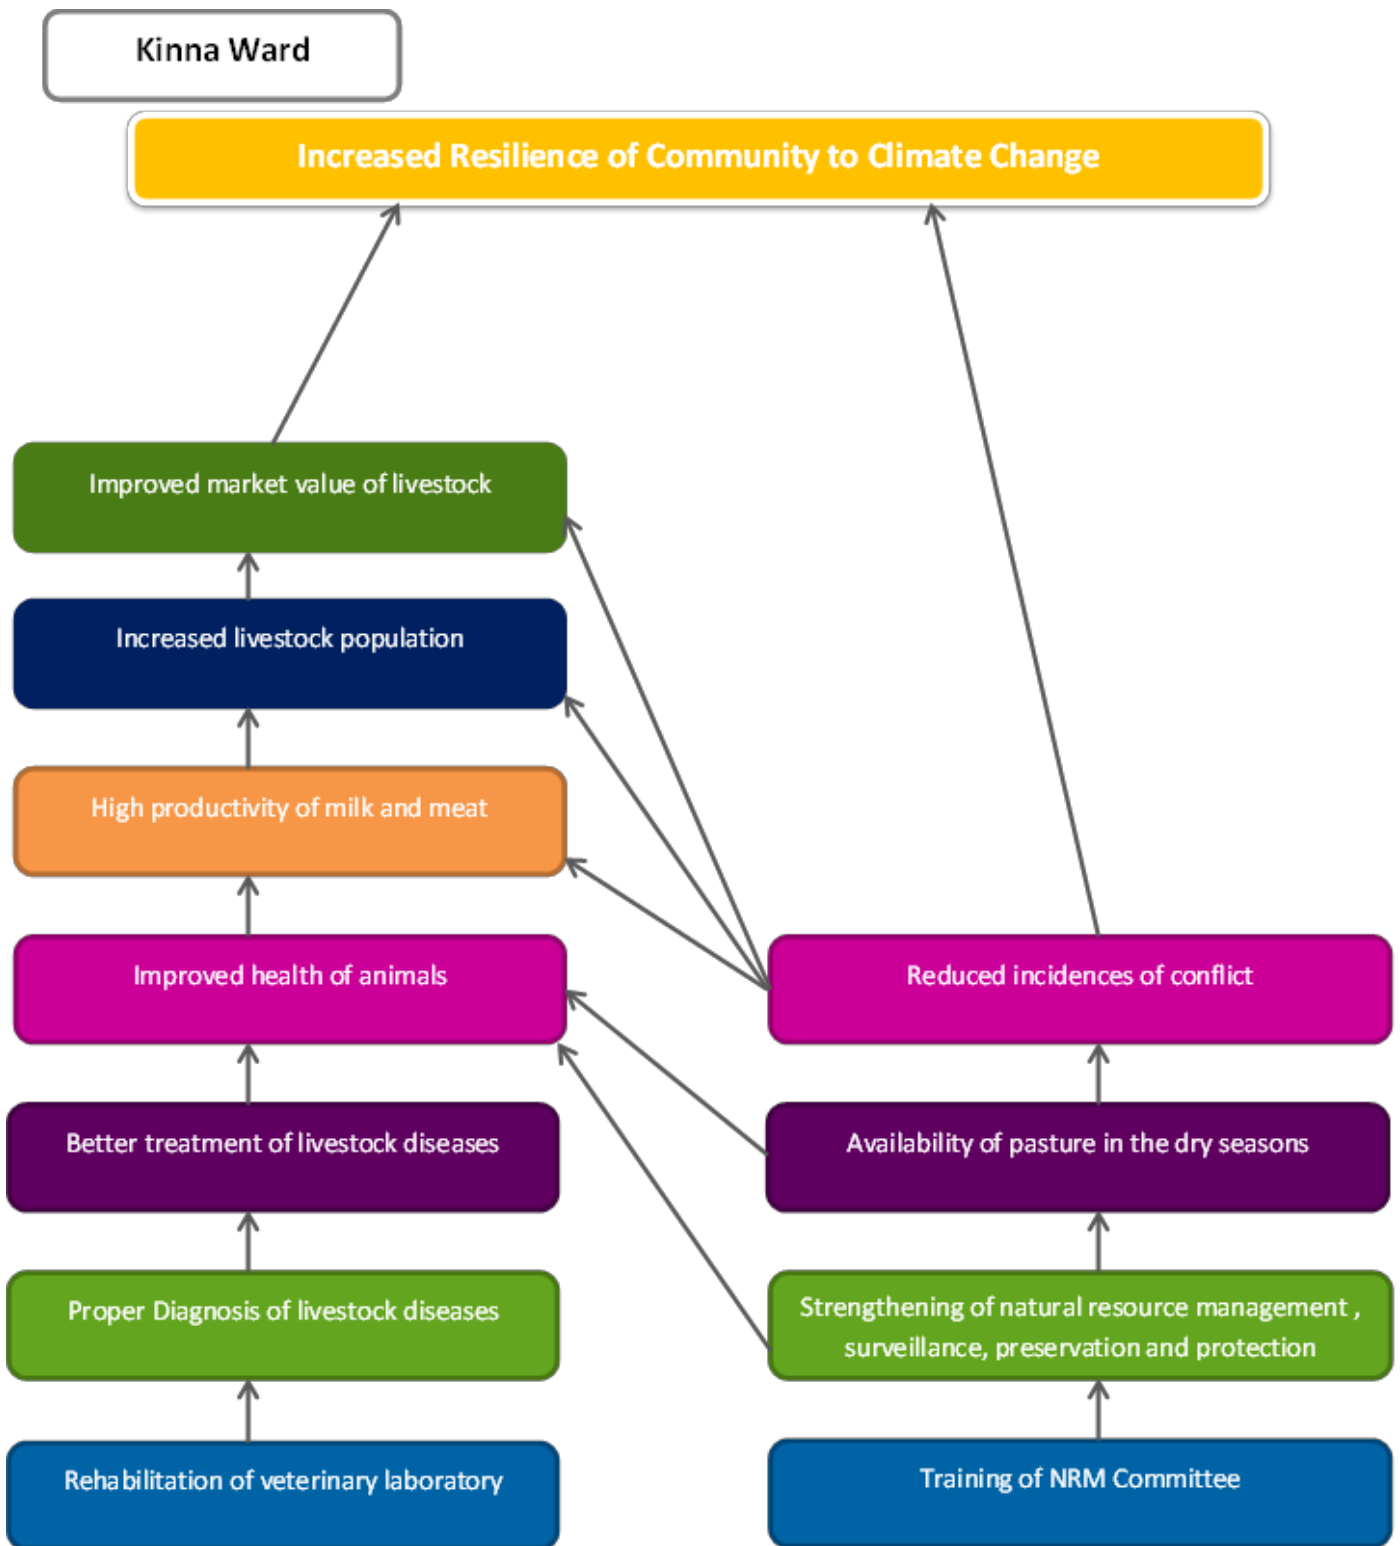 Kinna Ward
Increased Resilience of Community to Climate Change
Improved market value of livestock
Increased livestock population
High productivity of milk and meat
Improved health of animals
Reduced incidences of conflict
Better treatment of livestock diseases
Availability of pasture in the dry seasons
Proper Diagnosis of livestock diseases
Strengthening of natural resource management ,
surveillance, preservation and protection
Rehabilitation of veterinary laboratory
Training of NRM Committee